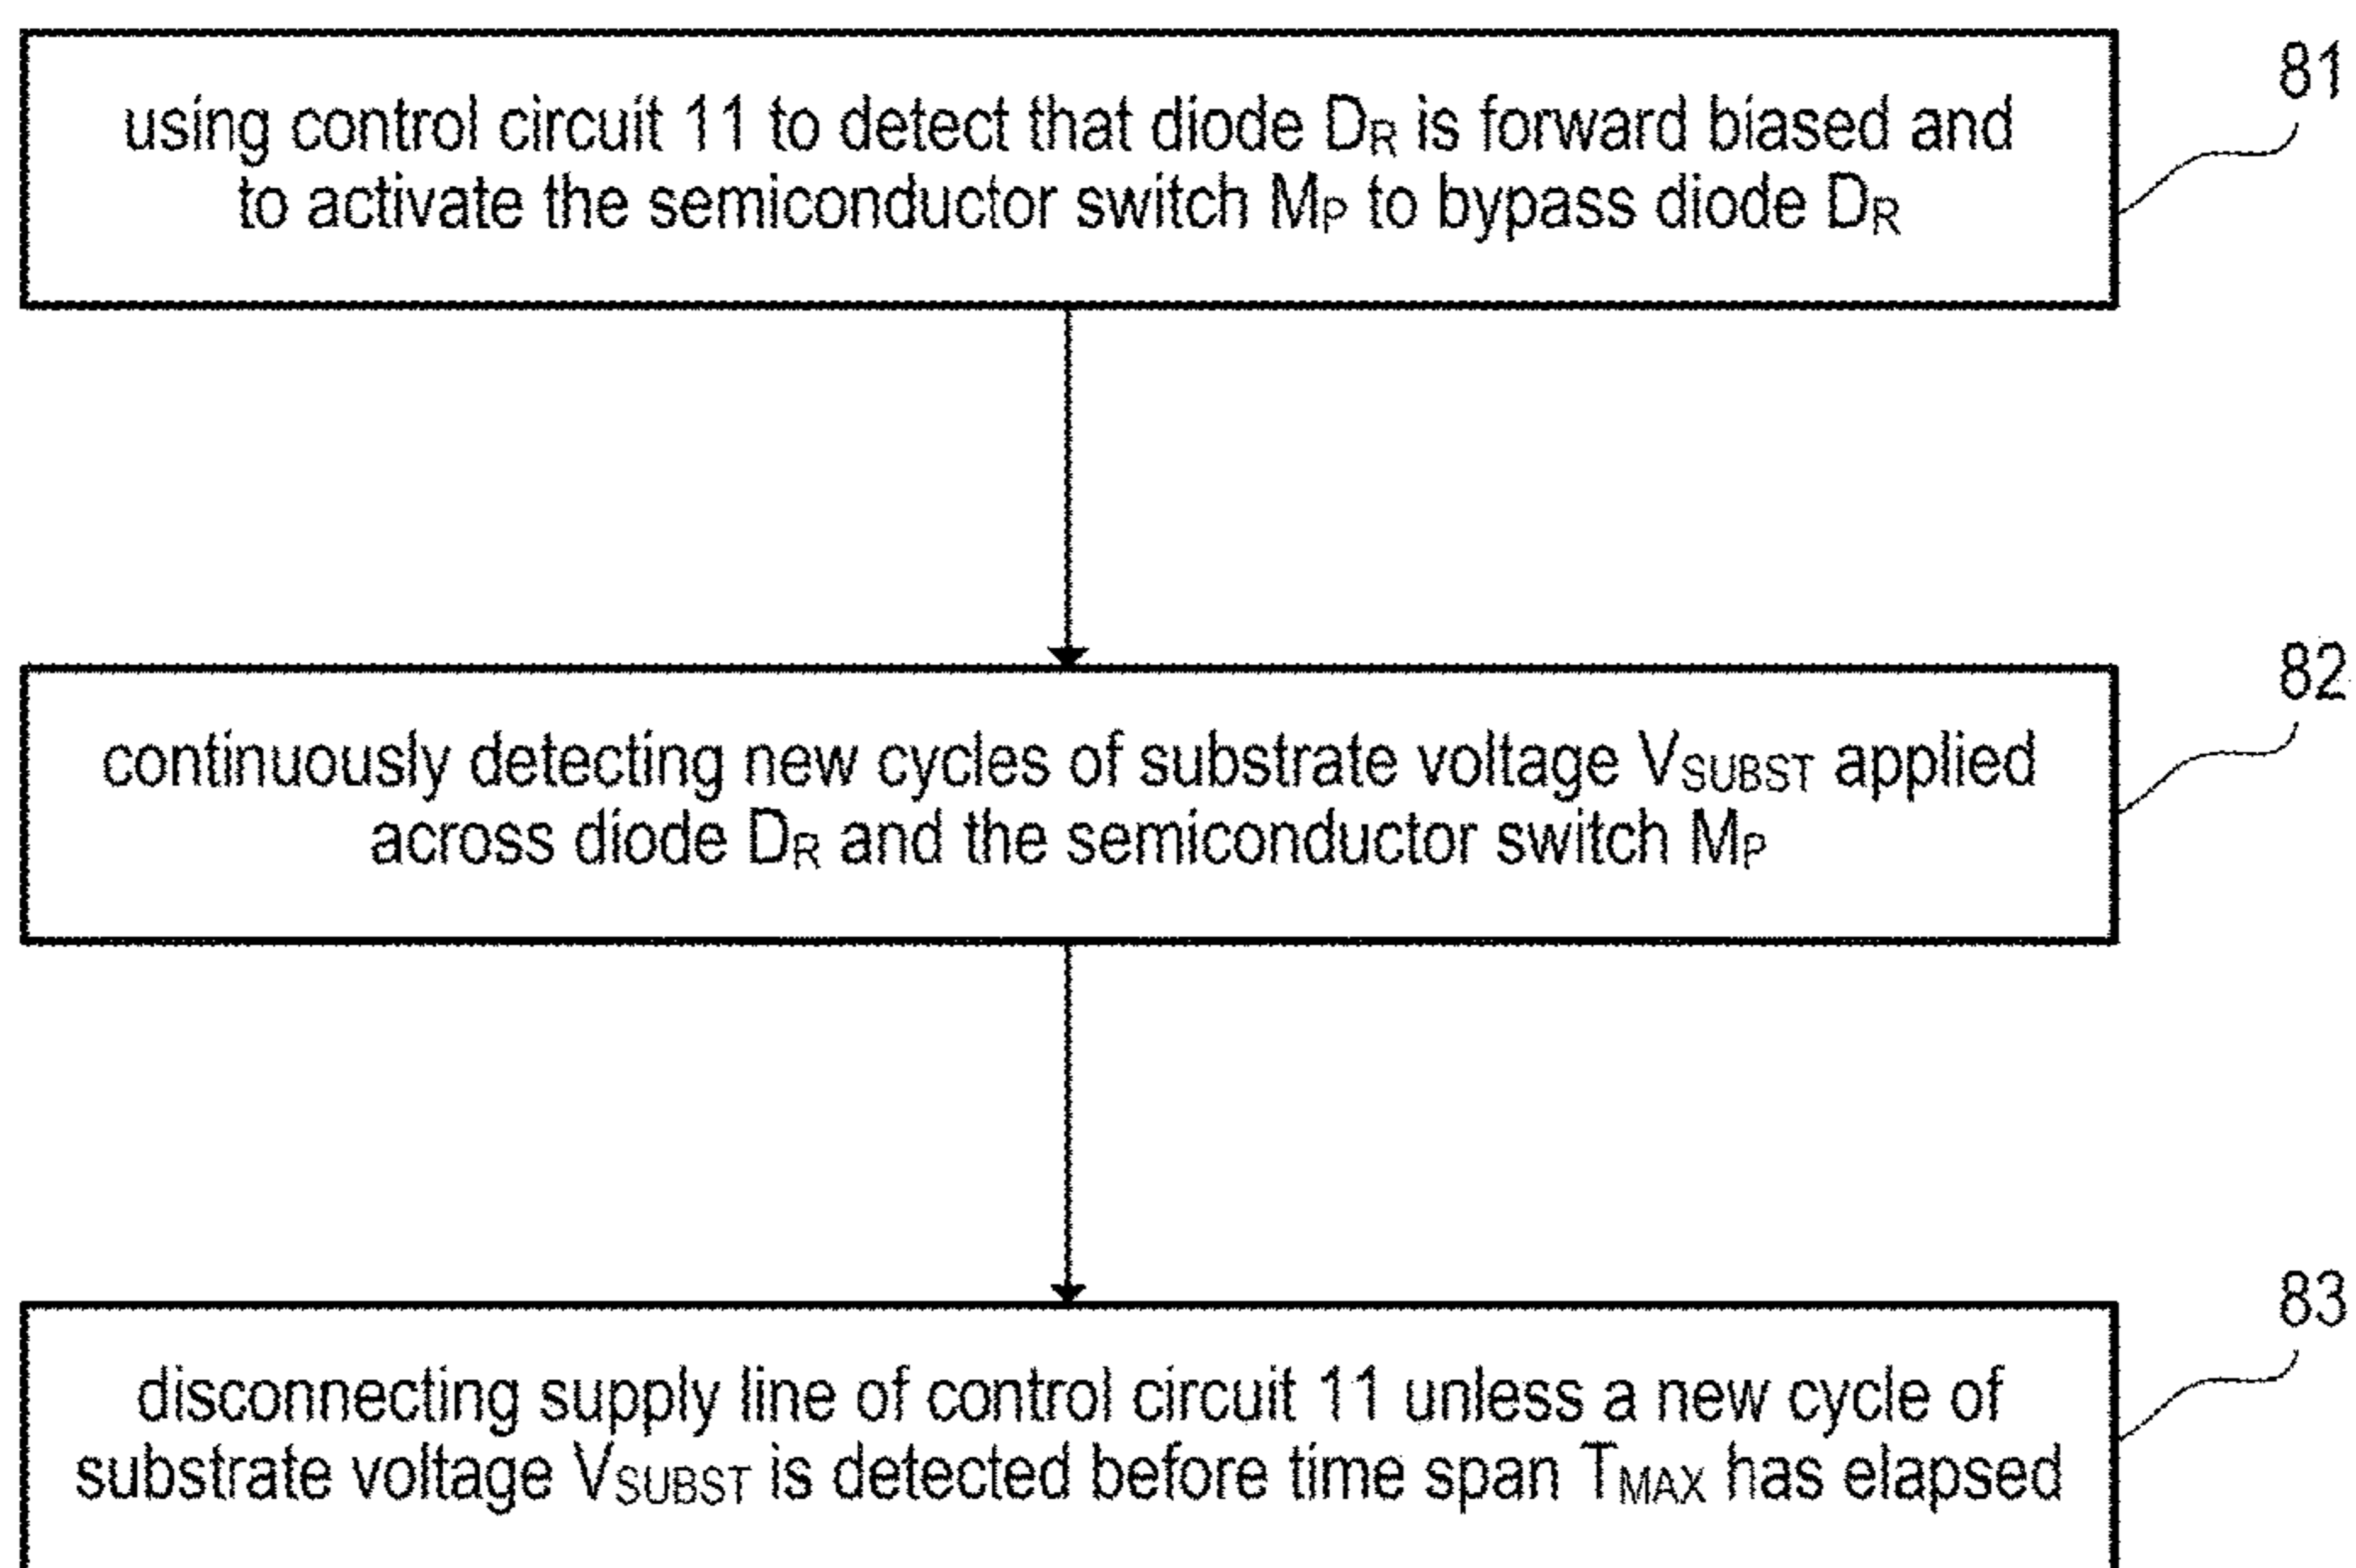 81
using control circuit 11 to detect that diode DR is forward biased and
to activate the semiconductor switch MP to bypass diode DR
82
continuously detecting new cycles of substrate voltage VSUBST applied
across diode DR and the semiconductor switch MP
83
disconnecting supply line of control circuit 11 unless a new cycle of
substrate voltage VSUBST is detected before time span TMAX has elapsed